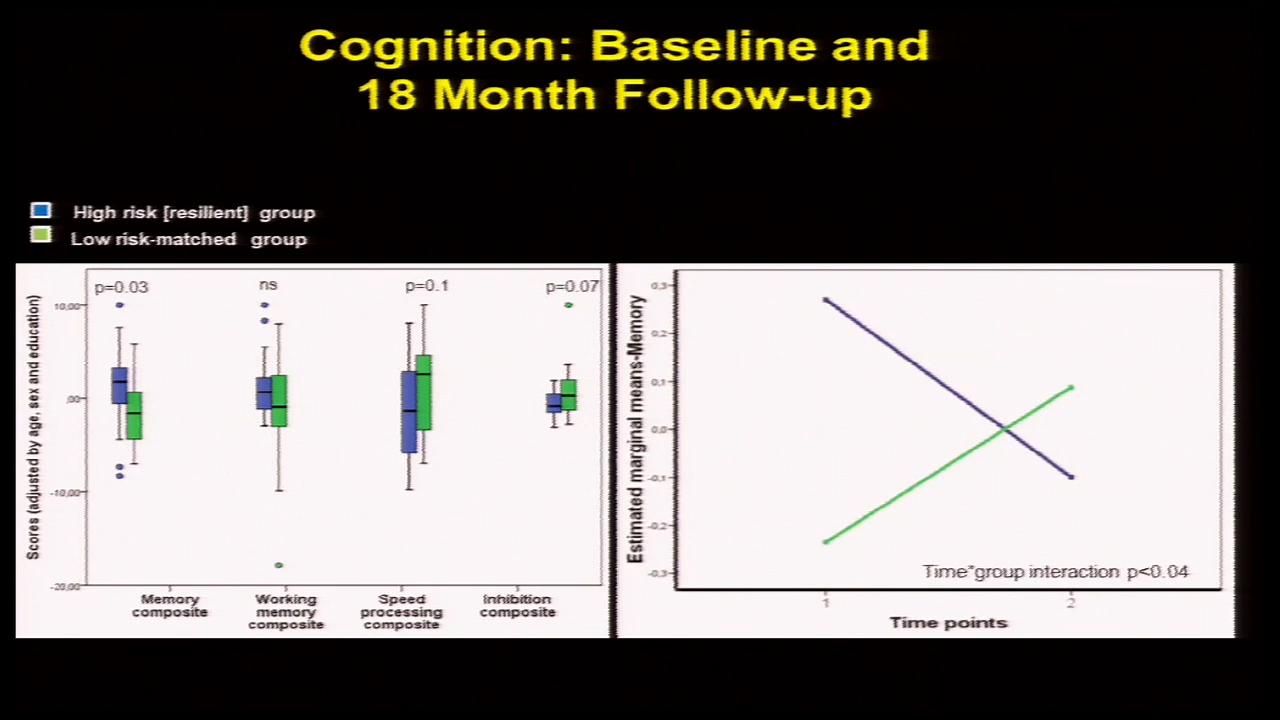 Cognition: Baseline and
18 Month Follow-up
High risk [resilient] group
Low risk-matched group
Scores (adjusted by age, sex and education)
p=0.03
ns
p=0.1
p=0.07
10,00
,00
-10,00
-20,00
Memory
composite
Working
memory
composite
Speed
processing
composite
Inhibition
composite
Estimated marginal means-Memory
0,3
0,2
0,1
0,0
-0,1
-0,2
-0,3
Time*group interaction p<0.04
1
2
Time points